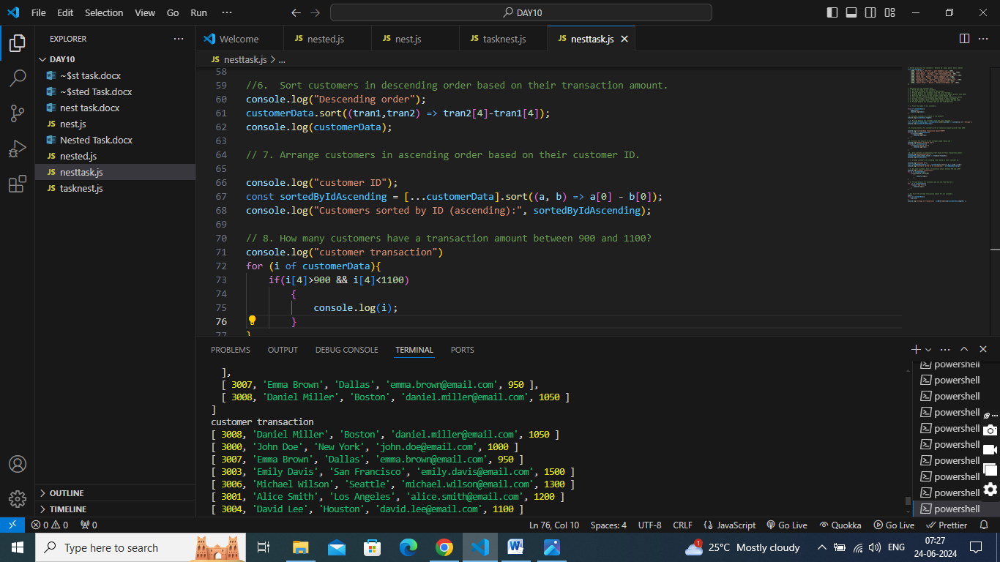 File Edit Selection View Go Run ··· DAY10
EXPLORER ···
Welcome JS nested.js JS nest.js JS tasknest.js JS nesttask.js
JS nesttask.js > ...
DAY10
~$st task.docx
~$sted Task.docx
nest task.docx
JS nest.js
Nested Task.docx
JS nested.js
JS nesttask.js
JS tasknest.js
OUTLINE
TIMELINE
58
59 //6.  Sort customers in descending order based on their transaction amount.
60 console.log("Descending order");
61 customerData.sort((tran1,tran2) => tran2[4]-tran1[4]);
62 console.log(customerData);
63
64 // 7. Arrange customers in ascending order based on their customer ID.
65
66 console.log("customer ID");
67 const sortedByIdAscending = [...customerData].sort((a, b) => a[0] - b[0]);
68 console.log("Customers sorted by ID (ascending):", sortedByIdAscending);
69
70 // 8. How many customers have a transaction amount between 900 and 1100?
71 console.log("customer transaction")
72 for (i of customerData){
73 if(i[4]>900 && i[4]<1100)
74 {
75 console.log(i);
76 }
77 }
PROBLEMS OUTPUT DEBUG CONSOLE TERMINAL PORTS
],
[ 3007, 'Emma Brown', 'Dallas', 'emma.brown@email.com', 950 ],
[ 3008, 'Daniel Miller', 'Boston', 'daniel.miller@email.com', 1050 ]
]
customer transaction
[ 3008, 'Daniel Miller', 'Boston', 'daniel.miller@email.com', 1050 ]
[ 3000, 'John Doe', 'New York', 'john.doe@email.com', 1000 ]
[ 3007, 'Emma Brown', 'Dallas', 'emma.brown@email.com', 950 ]
[ 3003, 'Emily Davis', 'San Francisco', 'emily.davis@email.com', 1500 ]
[ 3006, 'Michael Wilson', 'Seattle', 'michael.wilson@email.com', 1300 ]
[ 3001, 'Alice Smith', 'Los Angeles', 'alice.smith@email.com', 1200 ]
[ 3004, 'David Lee', 'Houston', 'david.lee@email.com', 1100 ]
powershell
powershell
powershell
powershell
powershell
powershell
powershell
powershell
powershell
powershell
0 0 0 Ln 76, Col 10 Spaces: 4 UTF-8 CRLF {} JavaScript Go Live Quokka Go Live Prettier
Type here to search 1 25°C Mostly cloudy ENG 07:27
24-06-2024